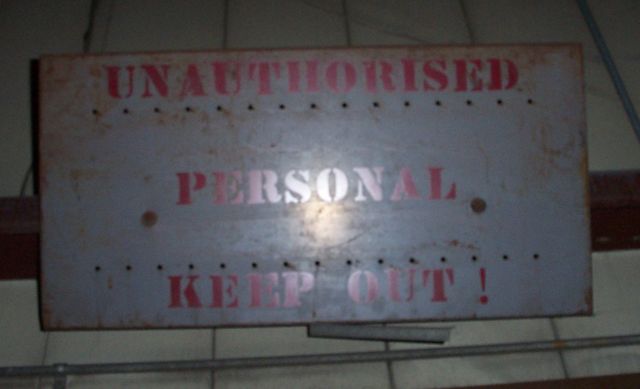 UNAUTHORISED
PERSONAL
KEEP OUT !